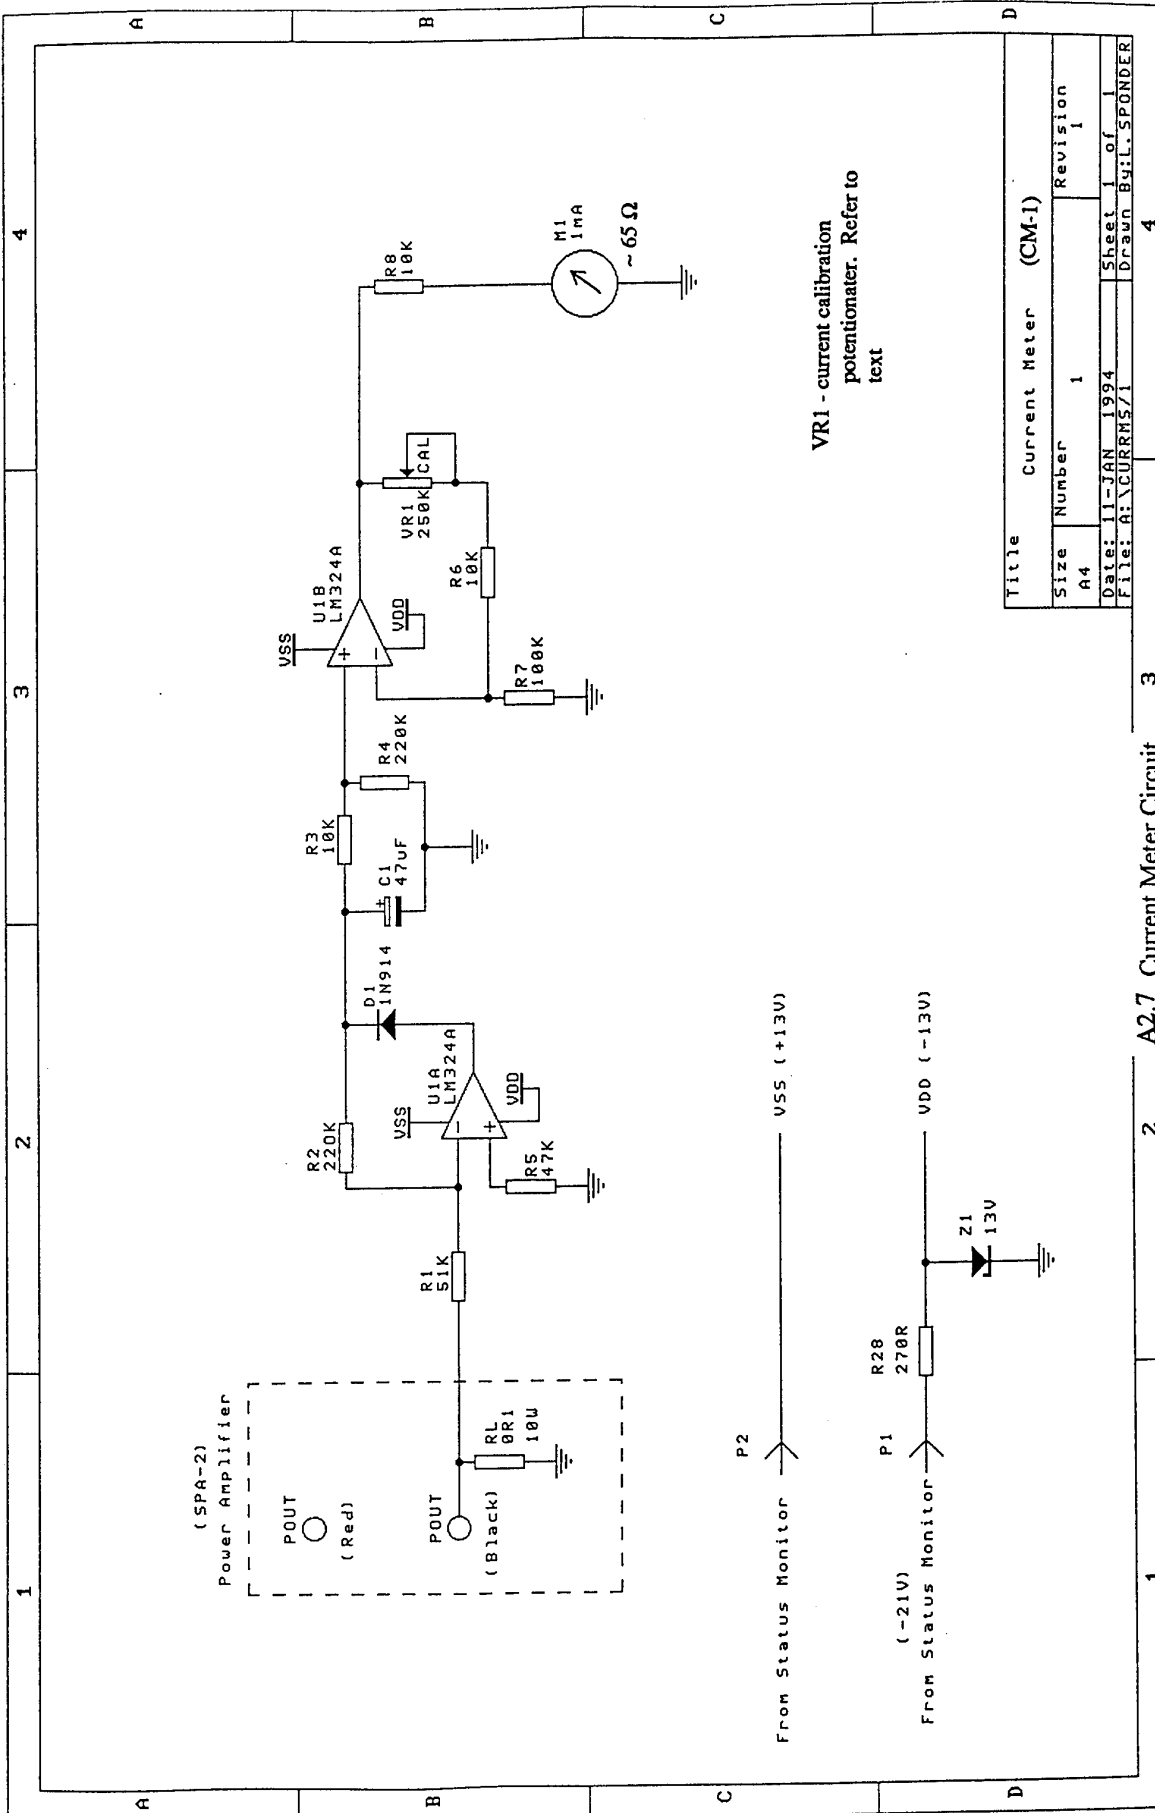 1
2
3
4
A
B
C
D
(SPA-2)
Power Amplifier
POUT
(Red)
POUT
(Black)
RL
0R1
10W
R1
51K
R2
220K
VSS
U1A
LM324A
VDD
R5
47K
D1
1N914
C1
47uF
R3
10K
R4
220K
VSS
U1B
LM324A
VDD
R7
100K
R6
10K
VR1
250K
CAL
R8
10K
M1
1mA
~ 65 Ω
P2
From Status Monitor
VSS (+13V)
(-21V)
P1
From Status Monitor
R28
270R
Z1
13V
VDD (-13V)
VR1 - current calibration
potentionater. Refer to
text
Title
Current Meter (CM-1)
Size
A4
Number
1
Revision
1
Date: 11-JAN 1994
Sheet 1 of 1
File: A:\CURRMS/1
Drawn By:L.SPONDER
A
B
C
D
1
2
3
4
A2.7 Current Meter Circuit